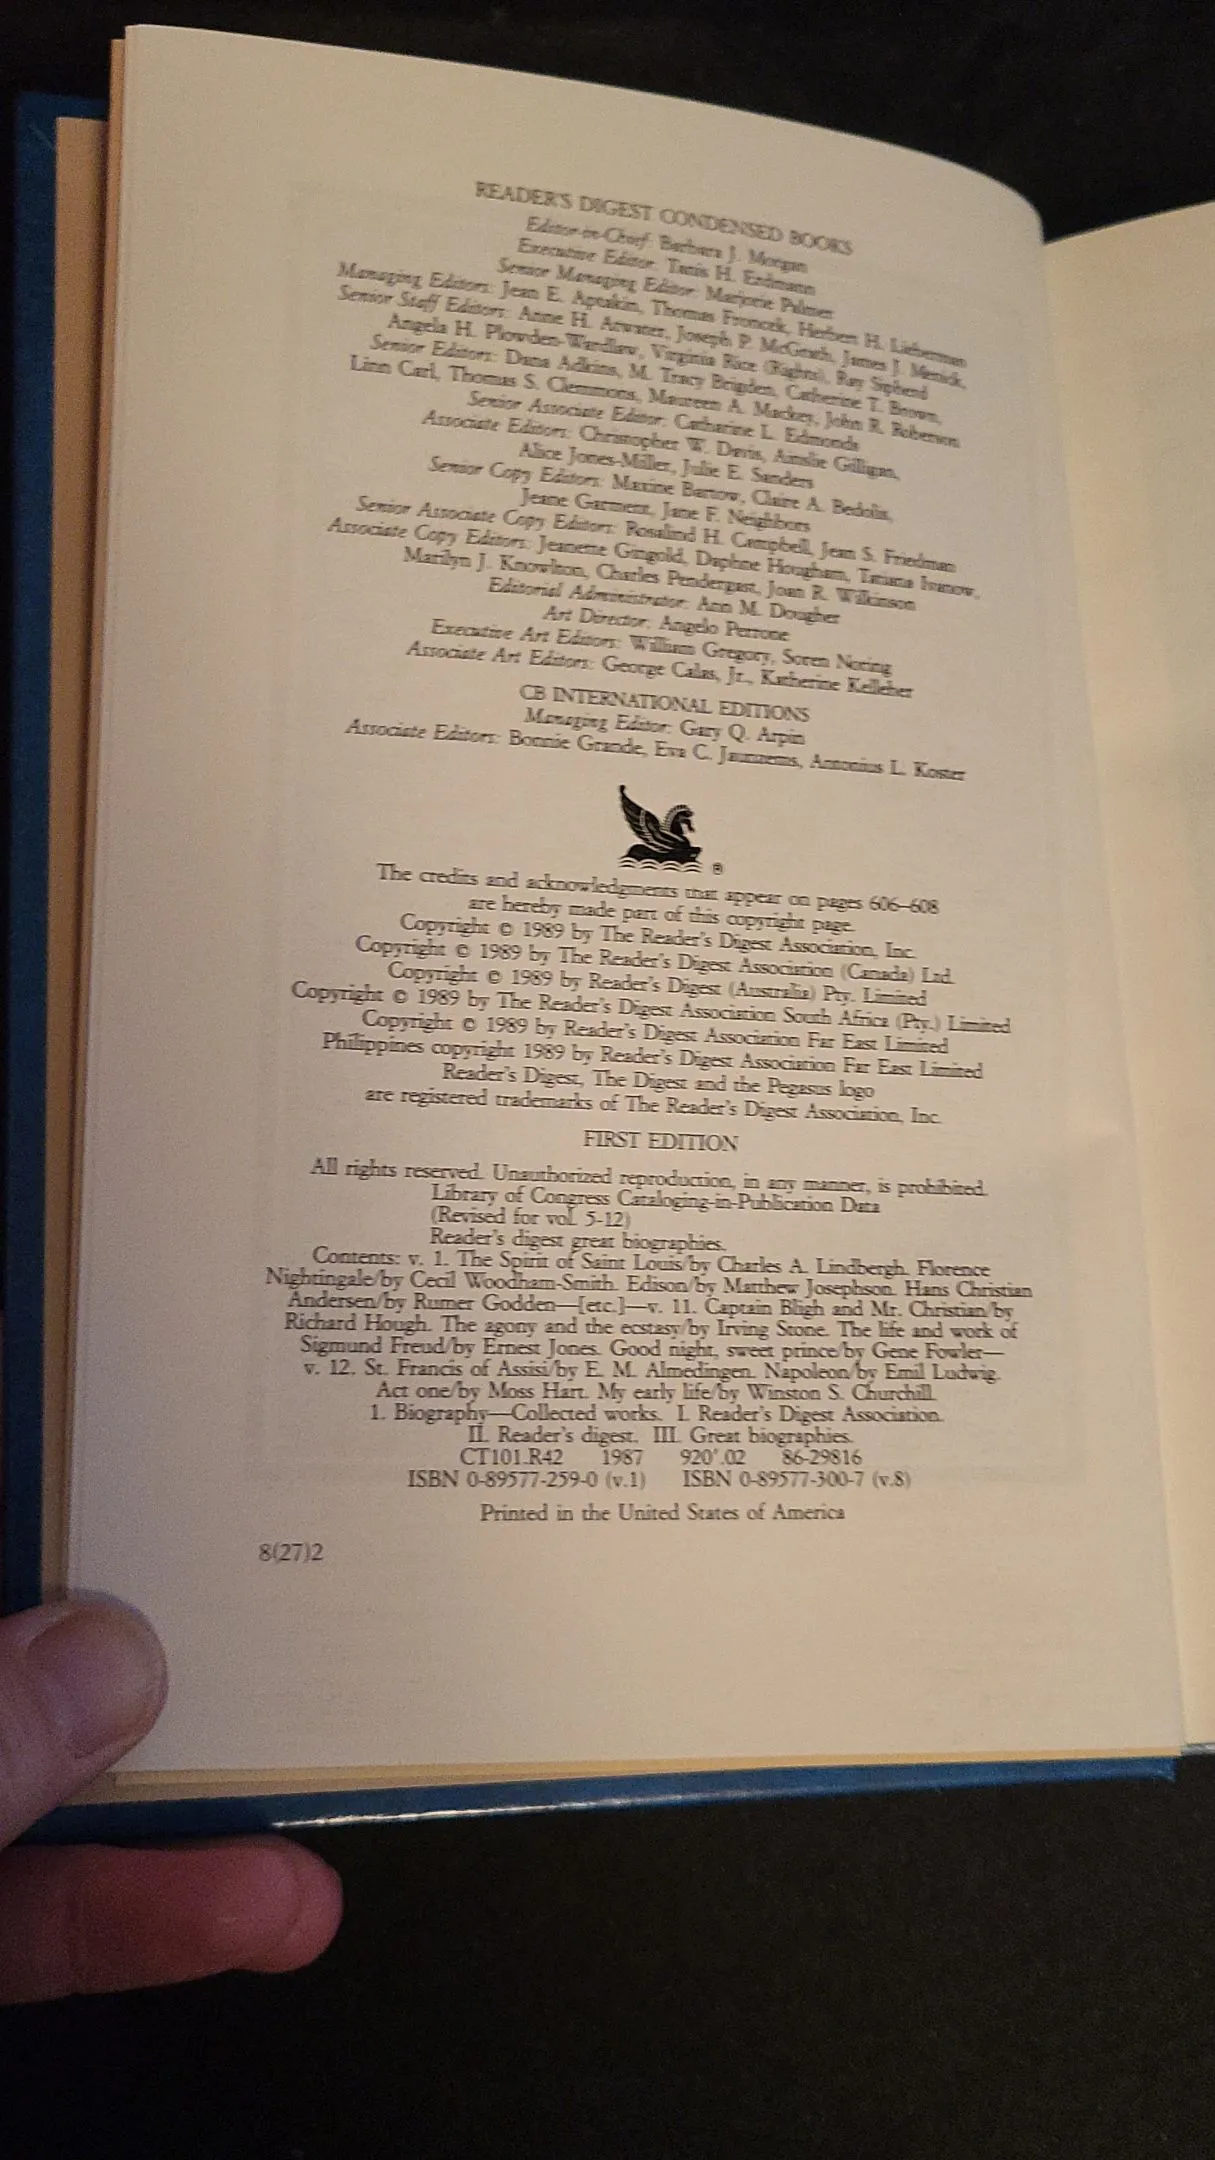 READER'S DIGEST CONDENSED BOOKS
Editor-in-Chief: Barbara J. Morgan
Executive Editor: Tanis H. Erdmann
Senior Managing Editor: Marjorie Palmer
Managing Editors: Jean E. Aptakin, Thomas Froncek, Herbert H. Lieberman
Senior Staff Editors: Anne H. Atwater, Joseph P. McGrath, James J. Menick,
Angela H. Plowden-Wardlaw, Virginia Rice (Rights), Ray Sipherd
Senior Editors: Dana Adkins, M. Tracy Brigden, Catherine T. Brown,
Linn Carl, Thomas S. Clemmons, Maureen A. Mackey, John R. Roberson
Senior Associate Editor: Catharine L. Edmonds
Associate Editors: Christopher W. Davis, Ainslie Gilligan,
Alice Jones-Miller, Julie E. Sanders
Senior Copy Editors: Maxine Bartow, Claire A. Bedolis,
Jeane Garment, Jane F. Neighbors
Senior Associate Copy Editors: Rosalind H. Campbell, Jean S. Friedman
Associate Copy Editors: Jeanette Gingold, Daphne Hougham, Tatiana Ivanow,
Marilyn J. Knowlton, Charles Pendergast, Joan R. Wilkinson
Editorial Administrator: Ann M. Dougher
Art Director: Angelo Perrone
Executive Art Editors: William Gregory, Soren Noring
Associate Art Editors: George Calas, Jr., Katherine Kelleher
CB INTERNATIONAL EDITIONS
Managing Editor: Gary Q. Arpin
Associate Editors: Bonnie Grande, Eva C. Jaunzems, Antonius L. Koster
®
The credits and acknowledgments that appear on pages 606–608
are hereby made part of this copyright page.
Copyright © 1989 by The Reader's Digest Association, Inc.
Copyright © 1989 by The Reader's Digest Association (Canada) Ltd.
Copyright © 1989 by Reader's Digest (Australia) Pty. Limited
Copyright © 1989 by The Reader's Digest Association South Africa (Pty.) Limited
Copyright © 1989 by Reader's Digest Association Far East Limited
Philippines copyright 1989 by Reader's Digest Association Far East Limited
Reader's Digest, The Digest and the Pegasus logo
are registered trademarks of The Reader's Digest Association, Inc.
FIRST EDITION
All rights reserved. Unauthorized reproduction, in any manner, is prohibited.
Library of Congress Cataloging-in-Publication Data
(Revised for vol. 5-12)
Reader's digest great biographies.
Contents: v. 1. The Spirit of Saint Louis/by Charles A. Lindbergh. Florence
Nightingale/by Cecil Woodham-Smith. Edison/by Matthew Josephson. Hans Christian
Andersen/by Rumer Godden—[etc.]—v. 11. Captain Bligh and Mr. Christian/by
Richard Hough. The agony and the ecstasy/by Irving Stone. The life and work of
Sigmund Freud/by Ernest Jones. Good night, sweet prince/by Gene Fowler—
v. 12. St. Francis of Assisi/by E. M. Almedingen. Napoleon/by Emil Ludwig.
Act one/by Moss Hart. My early life/by Winston S. Churchill.
1. Biography—Collected works. I. Reader's Digest Association.
II. Reader's digest. III. Great biographies.
CT101.R42 1987 920'.02 86-29816
ISBN 0-89577-259-0 (v.1) ISBN 0-89577-300-7 (v.8)
Printed in the United States of America
8(27)2